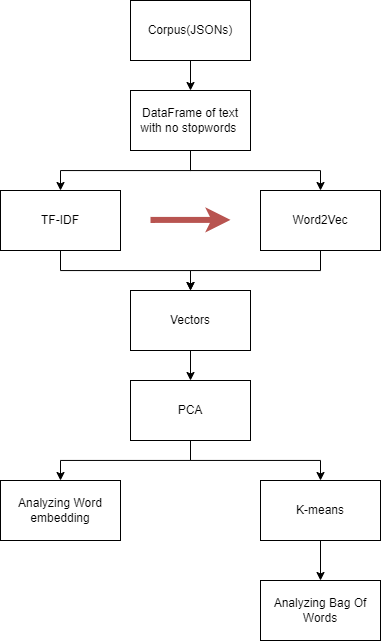 Corpus(JSONs)
DataFrame of text
with no stopwords
TF-IDF
Word2Vec
Vectors
PCA
Analyzing Word
embedding
K-means
Analyzing Bag Of
Words